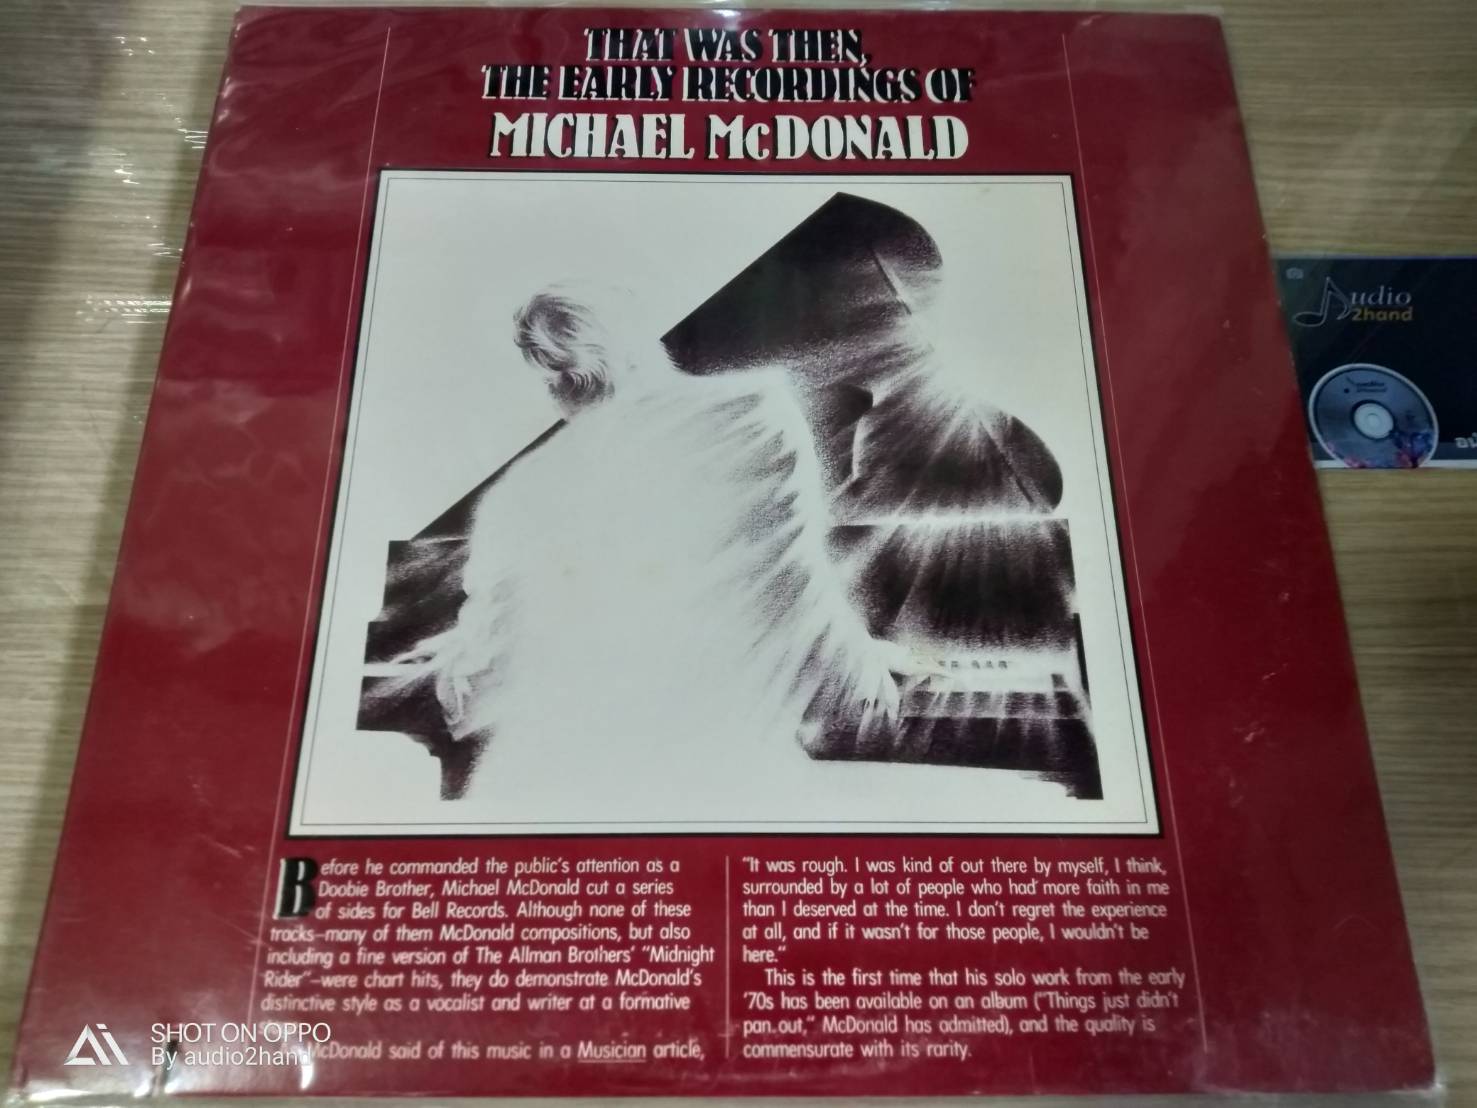 THAT WAS THEN,
THE EARLY RECORDINGS OF
MICHAEL McDONALD
Before he commanded the public's attention as a
Doobie Brother, Michael McDonald cut a series
of sides for Bell Records. Although none of these
tracks—many of them McDonald compositions, but also
including a fine version of The Allman Brothers' "Midnight
Rider"—were chart hits, they do demonstrate McDonald's
distinctive style as a vocalist and writer at a formative
McDonald said of this music in a Musician article,
"It was rough. I was kind of out there by myself, I think,
surrounded by a lot of people who had more faith in me
than I deserved at the time. I don't regret the experience
at all, and if it wasn't for those people, I wouldn't be
here."
This is the first time that his solo work from the early
'70s has been available on an album ("Things just didn't
pan out," McDonald has admitted), and the quality is
commensurate with its rarity.
Audio
2hand
SHOT ON OPPO
By audio2hand